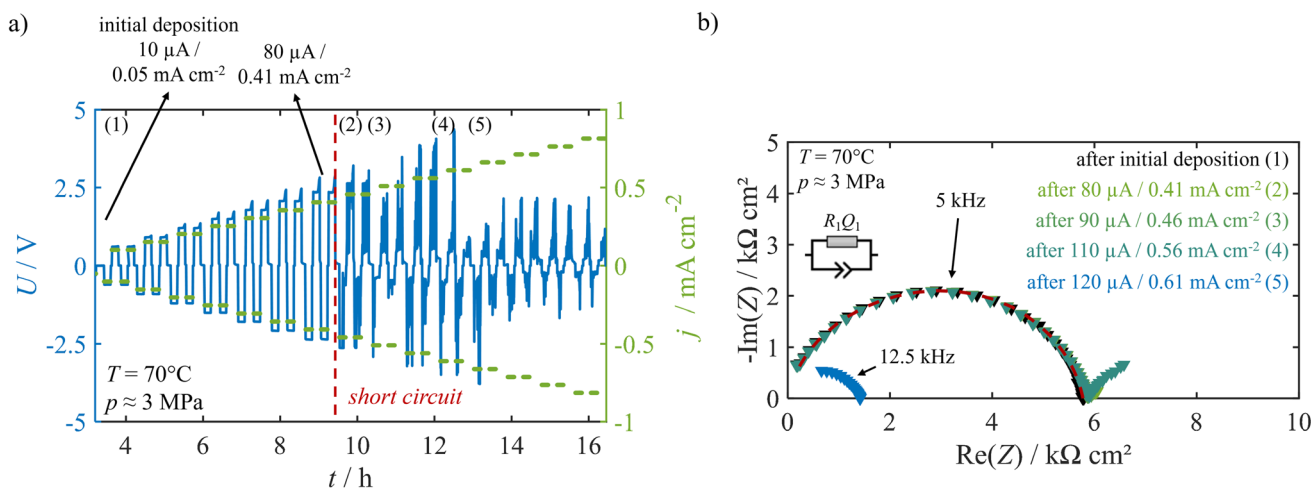 a)
initial deposition
10 µA /
0.05 mA cm⁻²
80 µA /
0.41 mA cm⁻²
(1)
(2)
(3)
(4)
(5)
5
2.5
0
-2.5
-5
U / V
1
0.5
0
-0.5
-1
j / mA cm⁻²
T = 70°C
p ≈ 3 MPa
short circuit
4 6 8 10 12 14 16
t / h
b)
T = 70°C
p ≈ 3 MPa
R₁Q₁
5 kHz
12.5 kHz
after initial deposition (1)
after 80 µA / 0.41 mA cm⁻² (2)
after 90 µA / 0.46 mA cm⁻² (3)
after 110 µA / 0.56 mA cm⁻² (4)
after 120 µA / 0.61 mA cm⁻² (5)
5
4
3
2
1
0
-Im(Z) / kΩ cm²
0 2 4 6 8 10
Re(Z) / kΩ cm²